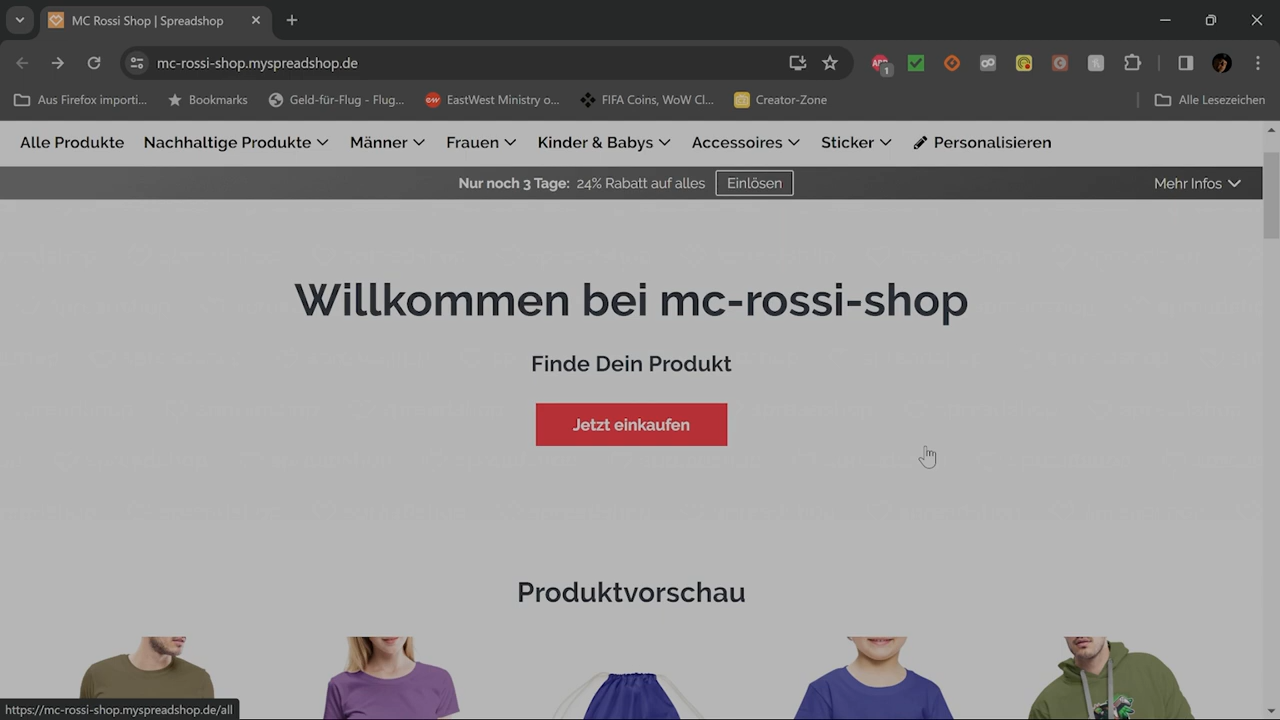 MC Rossi Shop | Spreadshop
mc-rossi-shop.myspreadshop.de
1
Aus Firefox importi...
Bookmarks
Geld-für-Flug - Flug...
EastWest Ministry o...
FIFA Coins, WoW Cl...
Creator-Zone
Alle Lesezeichen
Alle Produkte
Nachhaltige Produkte
Männer
Frauen
Kinder & Babys
Accessoires
Sticker
Personalisieren
Nur noch 3 Tage: 24% Rabatt auf alles
Einlösen
Mehr Infos
Willkommen bei mc-rossi-shop
Finde Dein Produkt
Jetzt einkaufen
Produktvorschau
https://mc-rossi-shop.myspreadshop.de/all